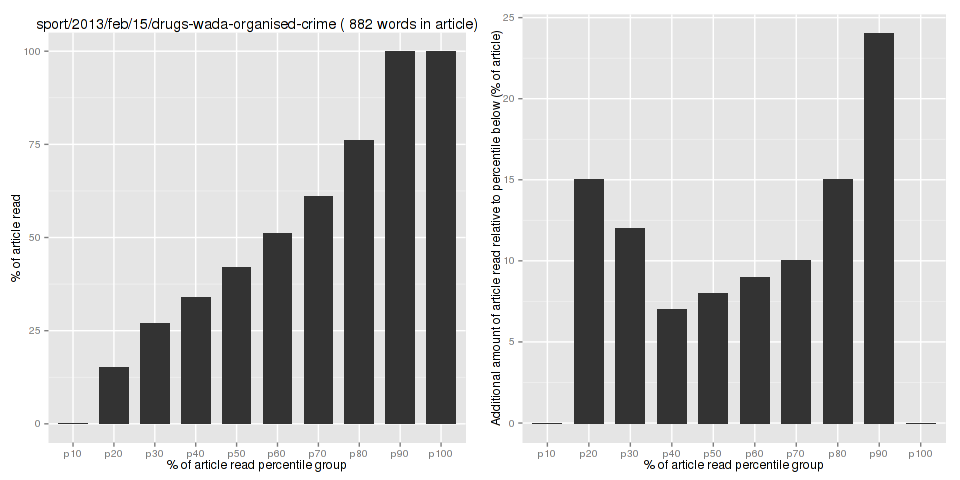 sport/2013/feb/15/drugs-wada-organised-crime ( 882 words in article)
% of article read
100
75
50
25
0
p10 p20 p30 p40 p50 p60 p70 p80 p90 p100
% of article read percentile group
Additional amount of article read relative to percentile below (% of article)
25
20
15
10
5
0
p10 p20 p30 p40 p50 p60 p70 p80 p90 p100
% of article read percentile group